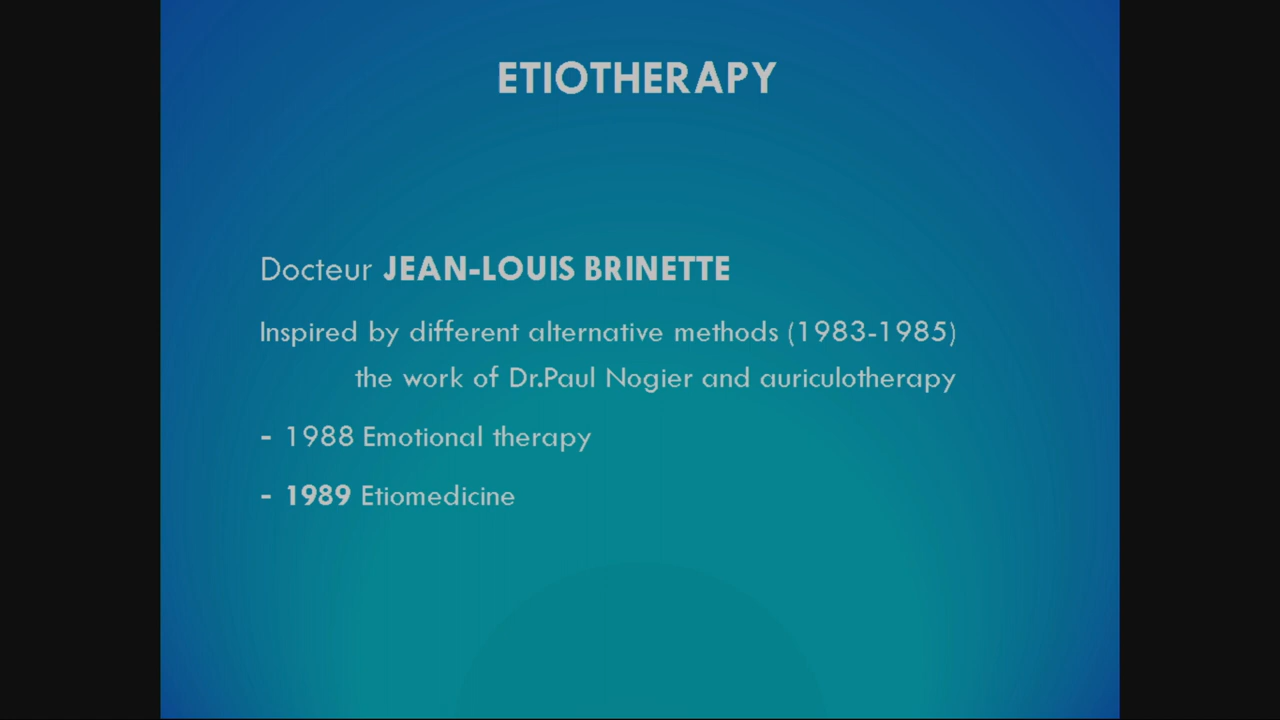 ETIOTHERAPY
Docteur JEAN-LOUIS BRINETTE
Inspired by different alternative methods (1983-1985)
the work of Dr.Paul Nogier and auriculotherapy
- 1988 Emotional therapy
- 1989 Etiomedicine